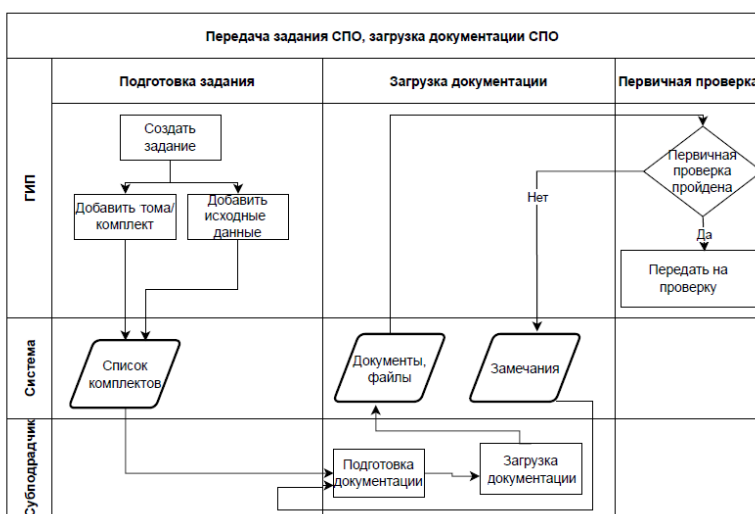 Передача задания СПО, загрузка документации СПО
Подготовка задания
Загрузка документации
Первичная проверка
ГИП
Создать
задание
Добавить тома/
комплект
Добавить
исходные
данные
Нет
Первичная
проверка
пройдена
Да
Передать на
проверку
Система
Список
комплектов
Документы,
файлы
Замечания
Субподрадчик
Подготовка
документации
Загрузка
документации